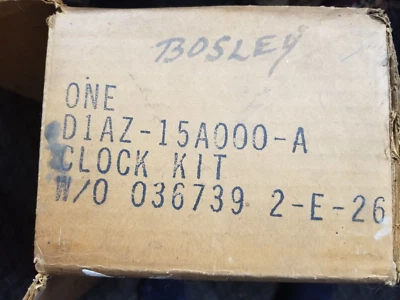 BOSLEY
ONE
D1AZ-15A000-A
CLOCK KIT
W/O 036739 2-E-26